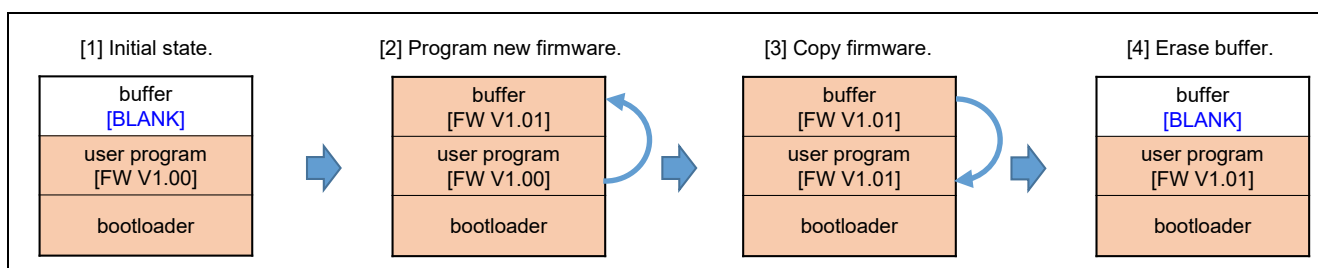 [1] Initial state.
buffer
[BLANK]
user program
[FW V1.00]
bootloader
[2] Program new firmware.
buffer
[FW V1.01]
user program
[FW V1.00]
bootloader
[3] Copy firmware.
buffer
[FW V1.01]
user program
[FW V1.01]
bootloader
[4] Erase buffer.
buffer
[BLANK]
user program
[FW V1.01]
bootloader